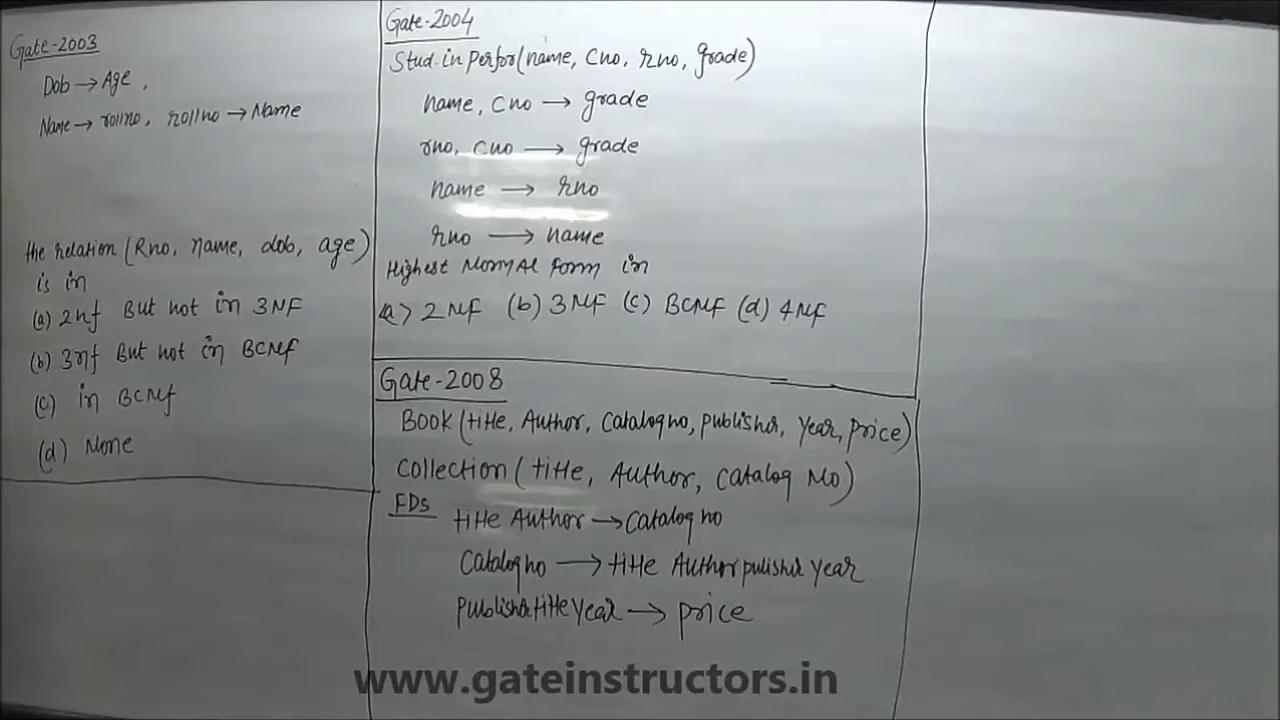 Gate-2003
Dob → Age,
Name → rollno, rollno → Name
the relation (Rno, name, dob, age)
is in
(a) 2nf But not in 3NF
(b) 3nf But not in BCNF
(c) in BCNF
(d) None
Gate-2004
Stud.in perfor(name, Cno, rno, grade)
name, Cno → grade
rno, Cno → grade
name → rno
rno → name
Highest Normal form in
(a) 2NF (b) 3NF (c) BCNF (d) 4NF
Gate-2008
Book (title, Author, Catalogno, publisher, Year, price)
Collection (title, Author, Catalog No)
FDs
title Author → Catalog no
Catalogno → title Author pulisher year
Publisher title Year → price
www.gateinstructors.in